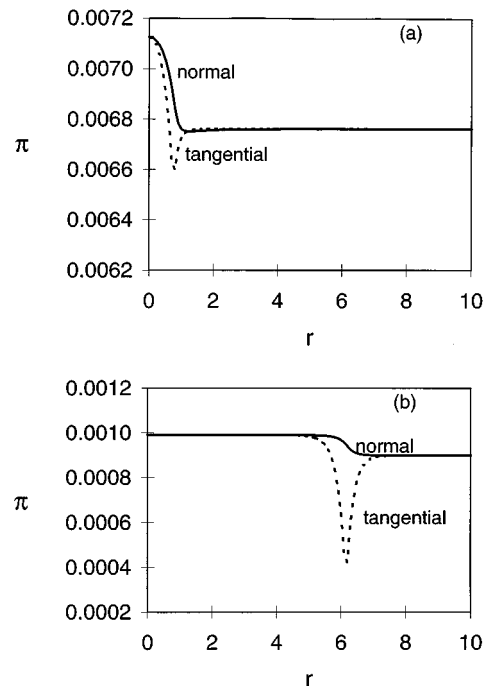 (a)
0.0072
0.0070
0.0068
0.0066
0.0064
0.0062
π
normal
tangential
0 2 4 6 8 10
r
(b)
0.0012
0.0010
0.0008
0.0006
0.0004
0.0002
π
normal
tangential
0 2 4 6 8 10
r